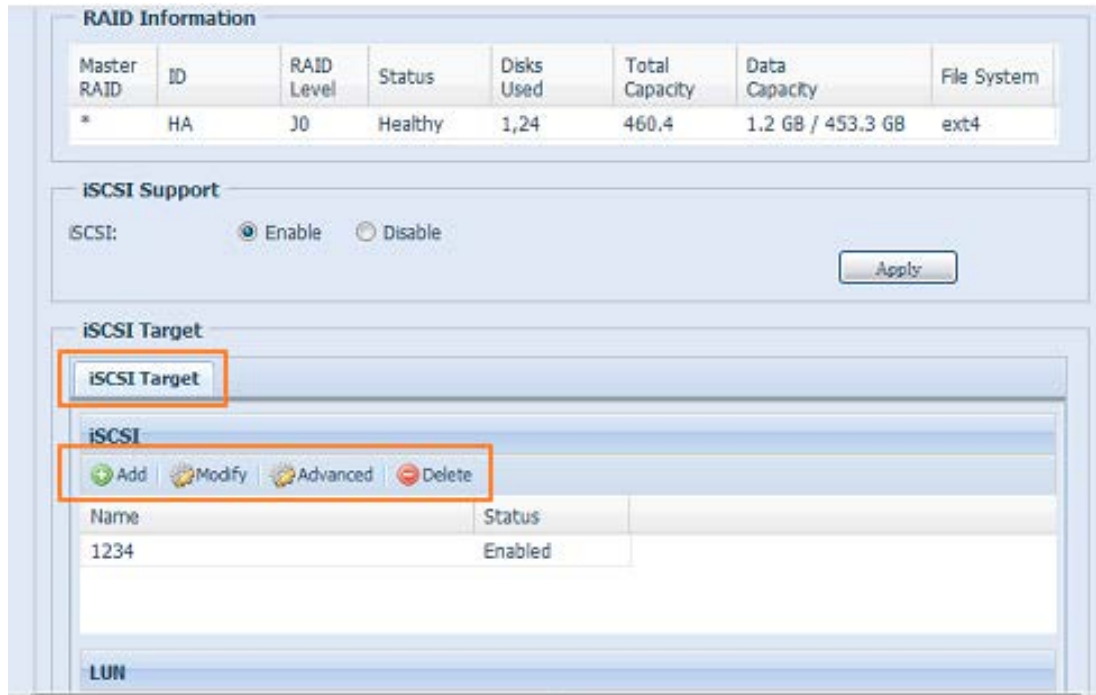 RAID Information
Master RAID ID RAID Level Status Disks Used Total Capacity Data Capacity File System
* HA J0 Healthy 1,24 460.4 1.2 GB / 453.3 GB ext4
iSCSI Support
iSCSI: Enable Disable
Apply
iSCSI Target
iSCSI Target
iSCSI
Add Modify Advanced Delete
Name Status
1234 Enabled
LUN